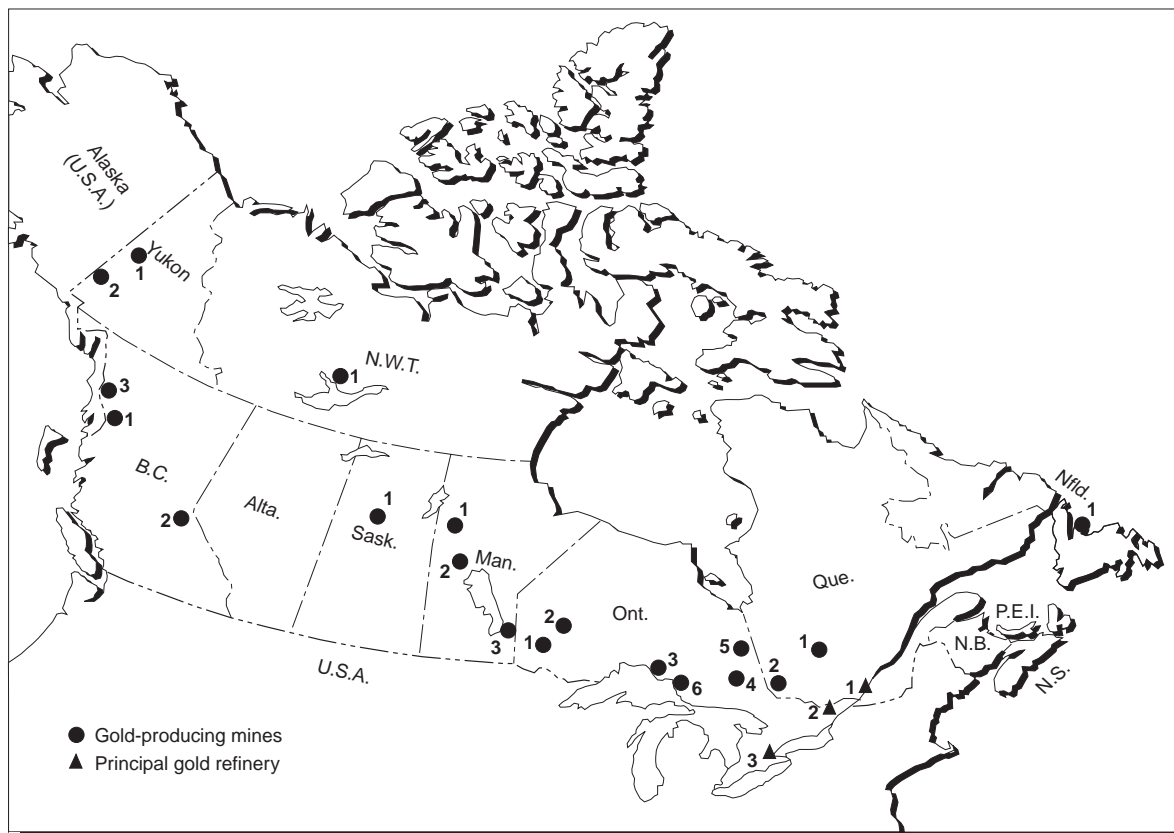 Alaska
(U.S.A.)
Yukon
1
2
N.W.T.
1
3
1
B.C.
2
Alta.
1
Sask.
1
2
Man.
3
Ont.
2
1
3
6
5
4
Que.
1
2
Nfld.
1
P.E.I.
N.B.
N.S.
1
2
3
U.S.A.
Gold-producing mines
Principal gold refinery